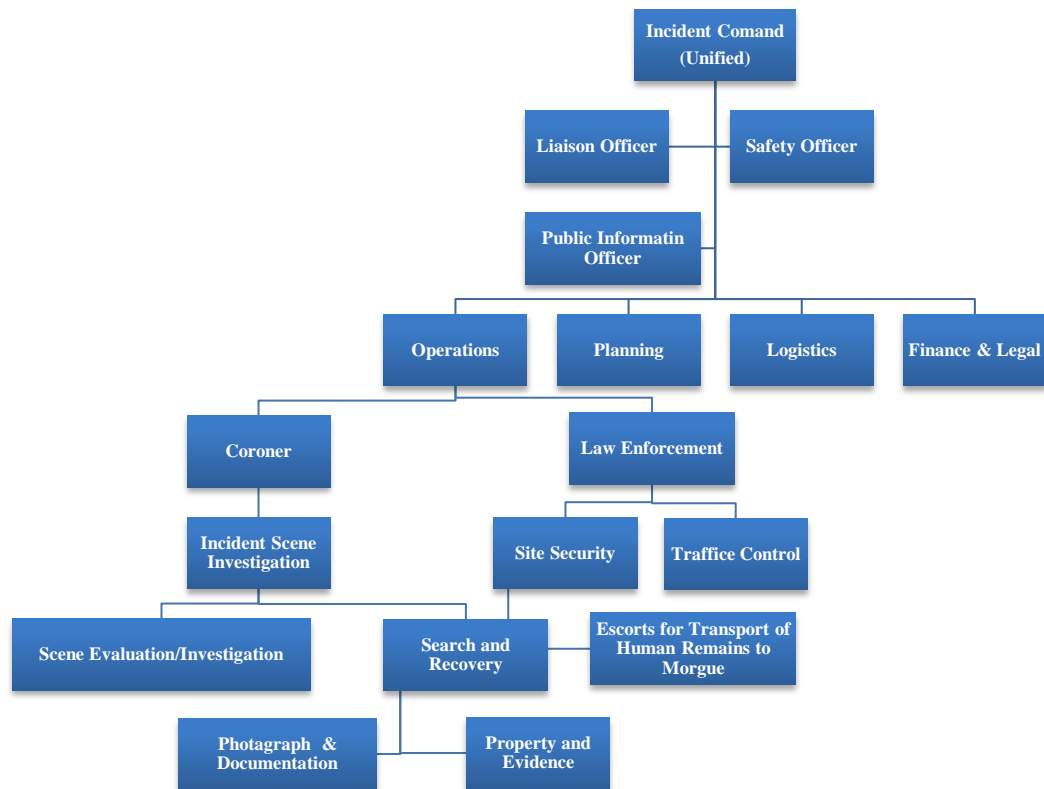 Incident Comand
(Unified)
Liaison Officer
Safety Officer
Public Informatin
Officer
Operations
Planning
Logistics
Finance & Legal
Coroner
Law Enforcement
Incident Scene
Investigation
Site Security
Traffice Control
Scene Evaluation/Investigation
Search and
Recovery
Escorts for Transport of
Human Remains to
Morgue
Photagraph &
Documentation
Property and
Evidence